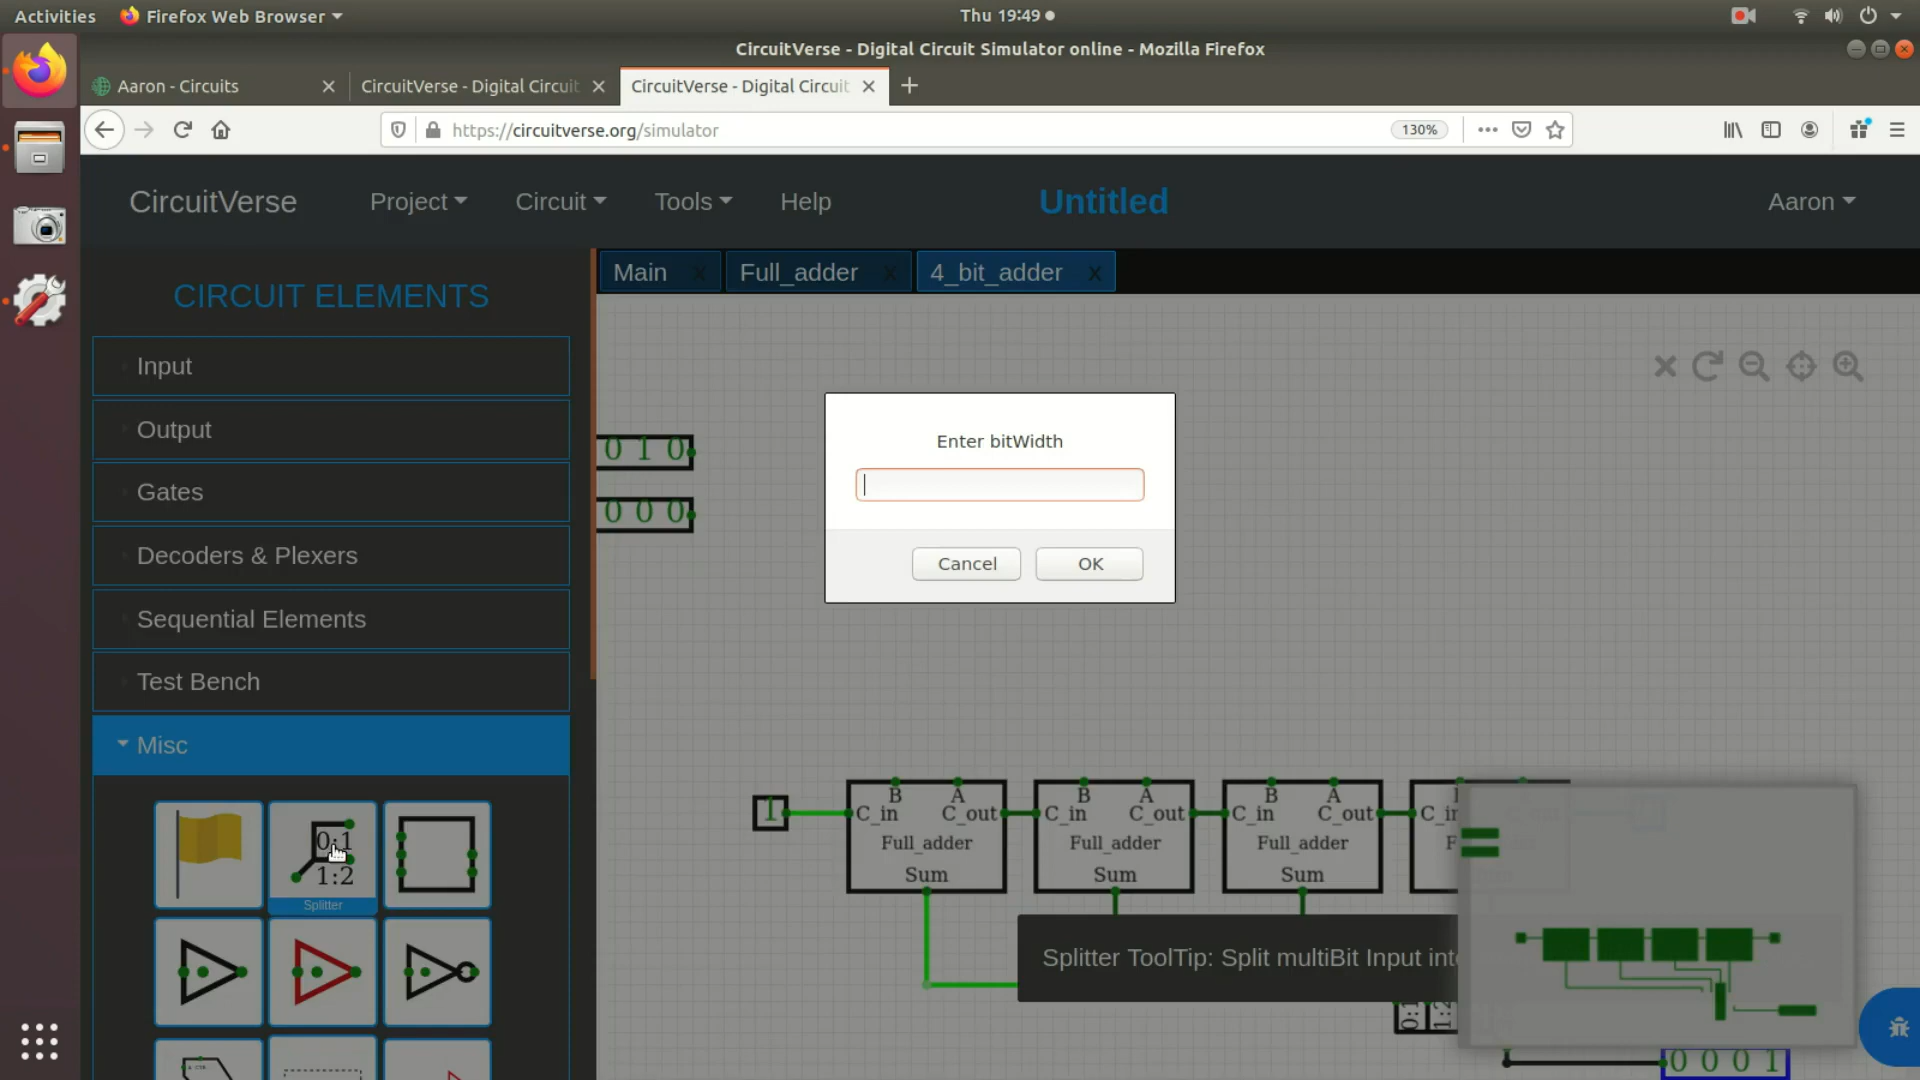 Activities
Firefox Web Browser
Thu 19:49
CircuitVerse - Digital Circuit Simulator online - Mozilla Firefox
Aaron - Circuits
CircuitVerse - Digital Circuit
CircuitVerse - Digital Circuit
https://circuitverse.org/simulator
130%
CircuitVerse
Project
Circuit
Tools
Help
Untitled
Aaron
CIRCUIT ELEMENTS
Main x
Full_adder x
4_bit_adder x
Input
Output
Gates
Decoders & Plexers
Sequential Elements
Test Bench
Misc
0:1
1:2
Splitter
0 1 0
0 0 0
Enter bitWidth
Cancel
OK
1
B A
C_in C_out
Full_adder
Sum
B A
C_in C_out
Full_adder
Sum
B A
C_in C_out
Full_adder
Sum
Splitter ToolTip: Split multiBit Input
0:1
1:2
0 0 0 1